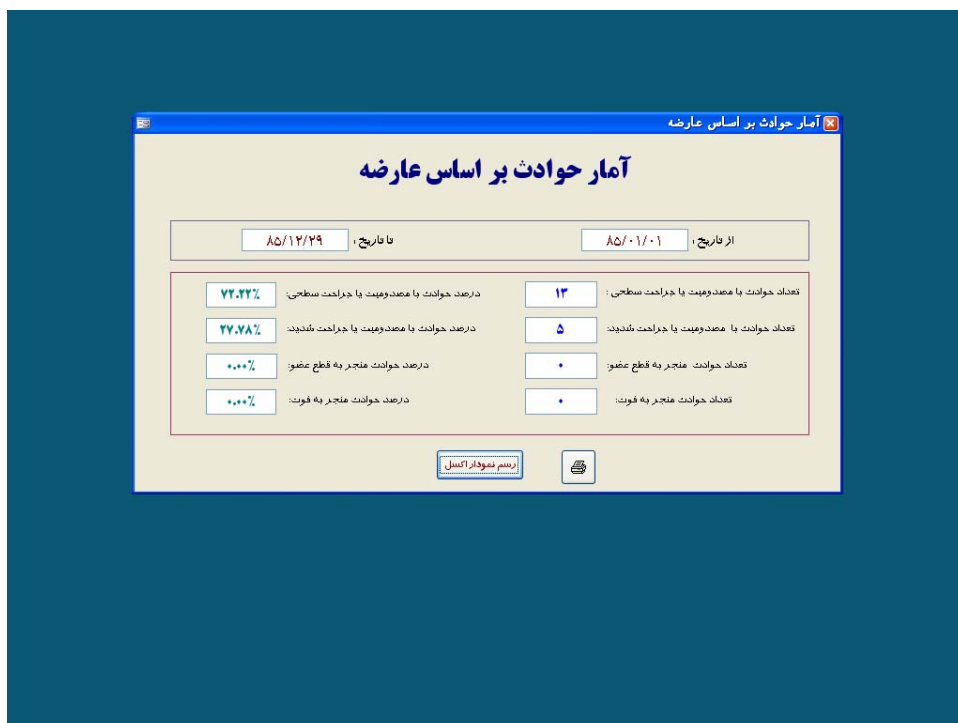 آمار حوادث بر اساس عارضه
آمار حوادث بر اساس عارضه
از تاریخ : ۸۵/۰۱/۰۱ تا تاریخ : ۸۵/۱۲/۲۹
تعداد حوادث با مصدومیت یا جراحت سطحی : ۱۳ درصد حوادث با مصدومیت یا جراحت سطحی: ۷۲.۲۲٪
تعداد حوادث با مصدومیت یا جراحت شدید: ۵ درصد حوادث با مصدومیت یا جراحت شدید: ۲۷.۷۸٪
تعداد حوادث منجر به قطع عضو: ۰ درصد حوادث منجر به قطع عضو: ۰.۰۰٪
تعداد حوادث منجر به فوت: ۰ درصد حوادث منجر به فوت: ۰.۰۰٪
رسم نمودار اکسل